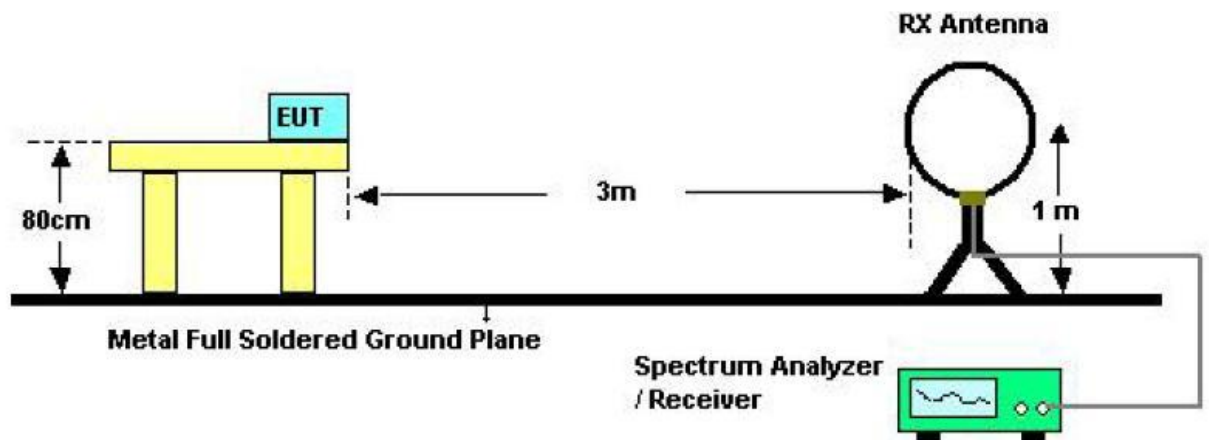 RX Antenna
EUT
80cm
3m
1 m
Metal Full Soldered Ground Plane
Spectrum Analyzer
/ Receiver